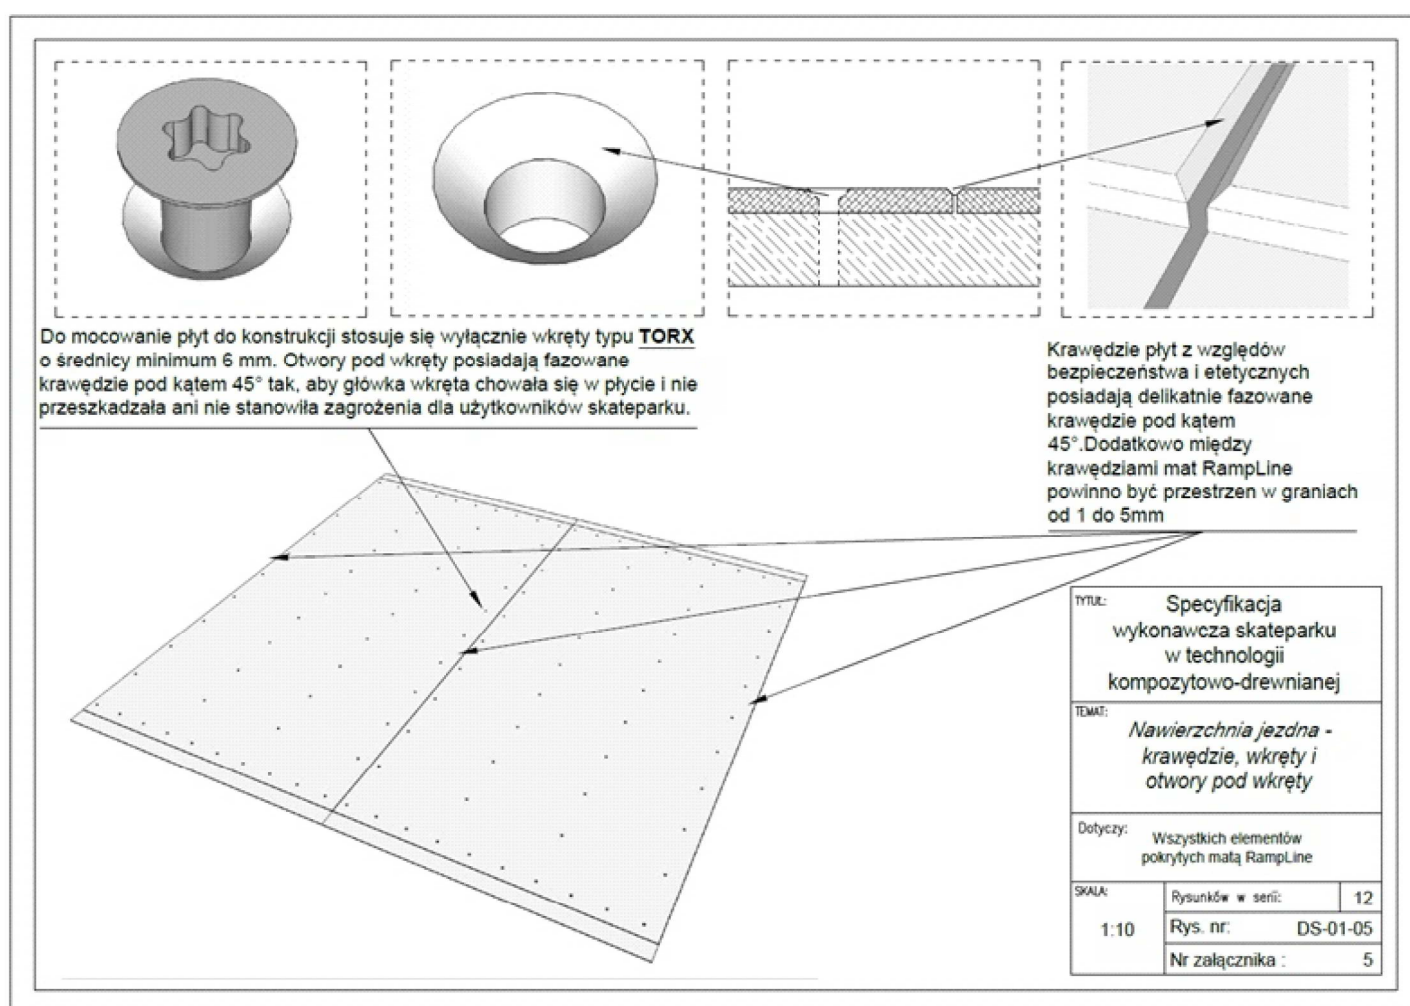 Do mocowanie płyt do konstrukcji stosuje się wyłącznie wkręty typu TORX
o średnicy minimum 6 mm. Otwory pod wkręty posiadają fazowane
krawędzie pod kątem 45° tak, aby główka wkręta chowała się w płycie i nie
przeszkadzała ani nie stanowiła zagrożenia dla użytkowników skateparku.
Krawędzie płyt z względów
bezpieczeństwa i etetycznych
posiadają delikatnie fazowane
krawędzie pod kątem
45°.Dodatkowo między
krawędziami mat RampLine
powinno być przestrzen w graniach
od 1 do 5mm
TYTUŁ:
Specyfikacja
wykonawcza skateparku
w technologii
kompozytowo-drewnianej
TEMAT:
Nawierzchnia jezdna -
krawędzie, wkręty i
otwory pod wkręty
Dotyczy:
Wszystkich elementów
pokrytych matą RampLine
SKALA:
1:10
Rysunków w serii: 12
Rys. nr: DS-01-05
Nr załącznika : 5